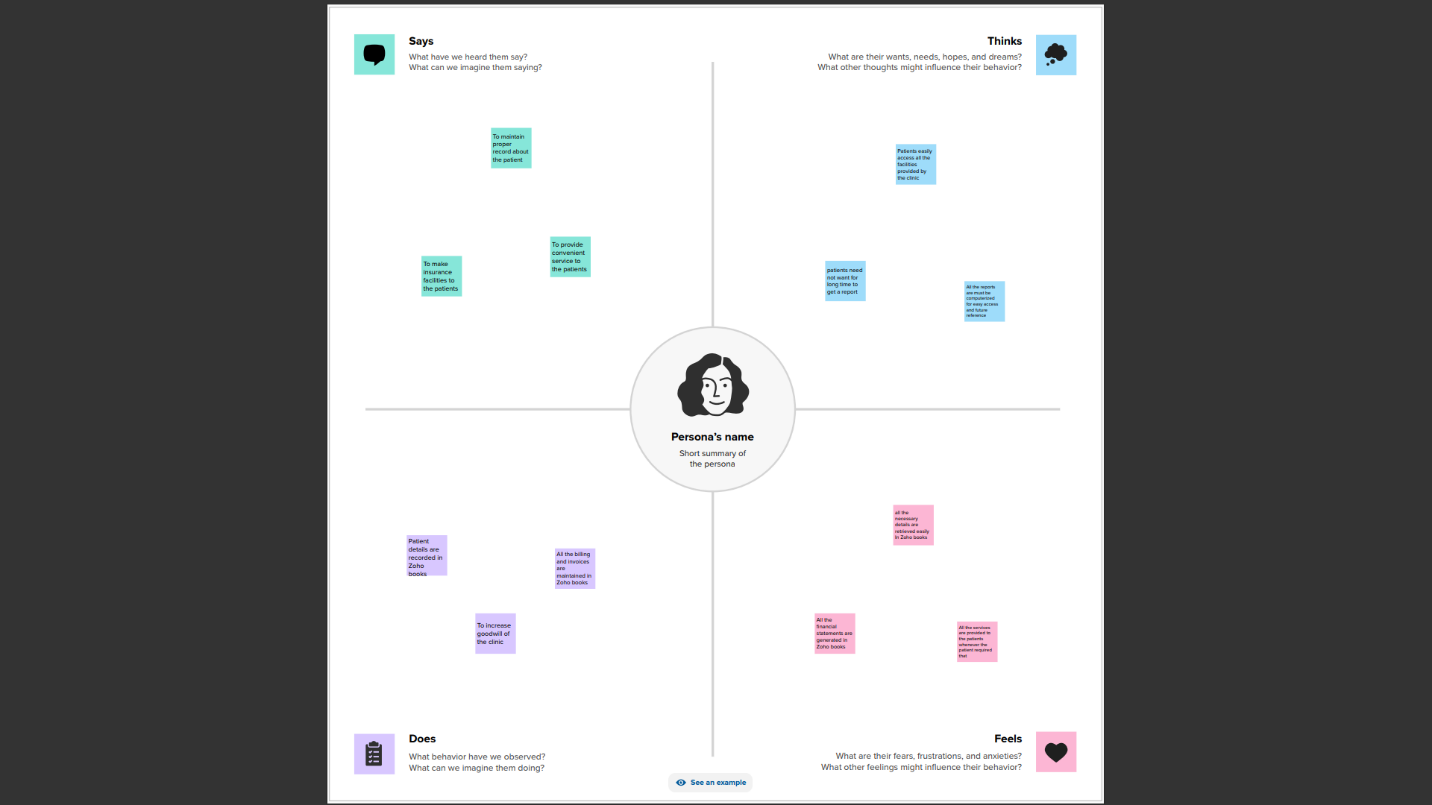 Says
What have we heard them say?
What can we imagine them saying?
Thinks
What are their wants, needs, hopes, and dreams?
What other thoughts might influence their behavior?
To maintain
proper
record about
the patient
Patients easily
access all the
facilities
provided by
the clinic
To make
insurance
facilities to
the patients
To provide
convenient
service to
the patients
patients need
not want for
long time to
get a report
All the reports
are must be
computerized
for easy access
and future
reference
Persona's name
Short summary of
the persona
Patient
details are
recorded in
Zoho
books
All the billing
and invoices
are
maintained in
Zoho books
To increase
goodwill of
the clinic
all the
necessary
details are
retrieved easily
in Zoho books
All the
financial
statements are
generated in
Zoho books
All the services
are provided to
the patients
whenever the
patient required
that
Does
What behavior have we observed?
What can we imagine them doing?
Feels
What are their fears, frustrations, and anxieties?
What other feelings might influence their behavior?
See an example